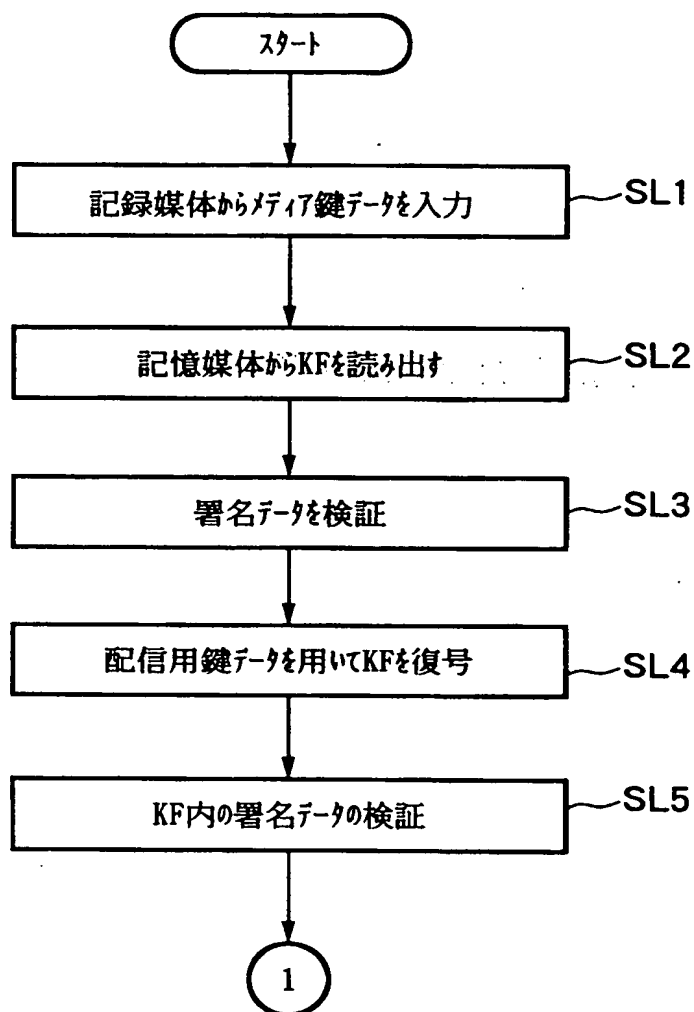 スタート
記録媒体からメディア鍵データを入力
SL1
記憶媒体からKFを読み出す
SL2
署名データを検証
SL3
配信用鍵データを用いてKFを復号
SL4
KF内の署名データの検証
SL5
1